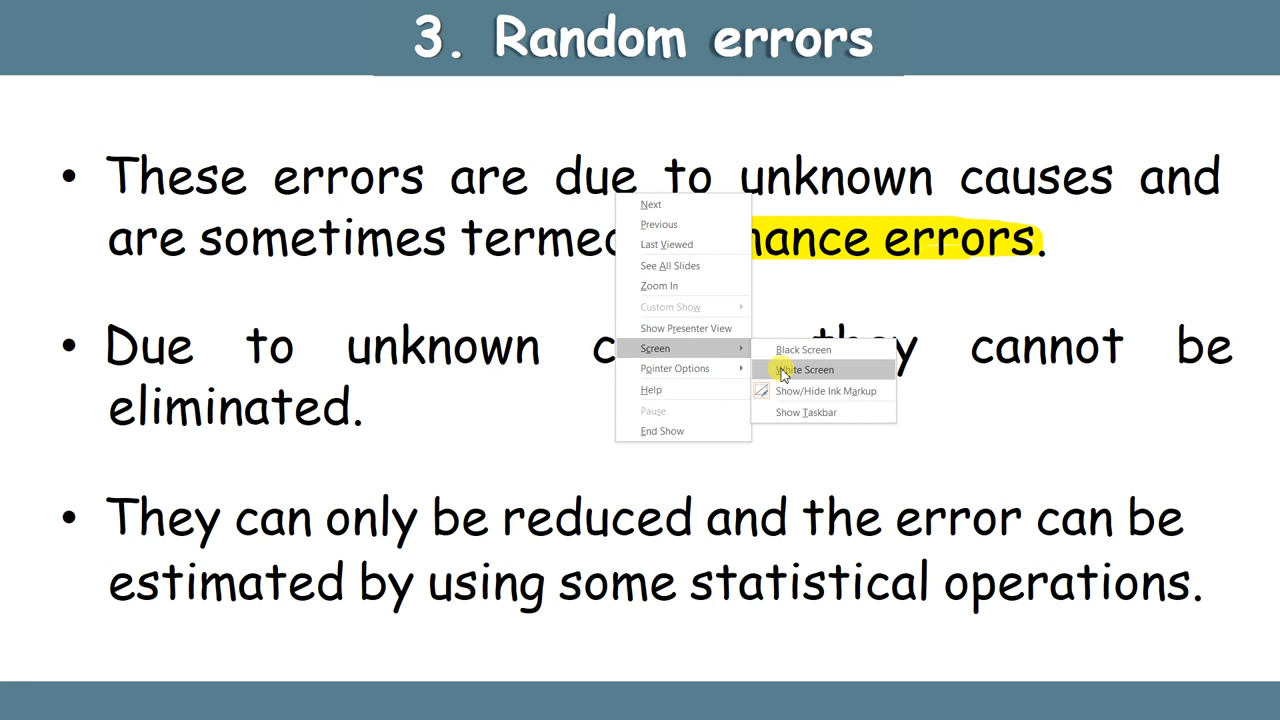 3. Random errors
• These errors are due to unknown causes and
are sometimes termed hance errors.
• Due to unknown they cannot be
eliminated.
• They can only be reduced and the error can be
estimated by using some statistical operations.
Next
Previous
Last Viewed
See All Slides
Zoom In
Custom Show
Show Presenter View
Screen
Pointer Options
Help
Pause
End Show
Black Screen
White Screen
Show/Hide Ink Markup
Show Taskbar